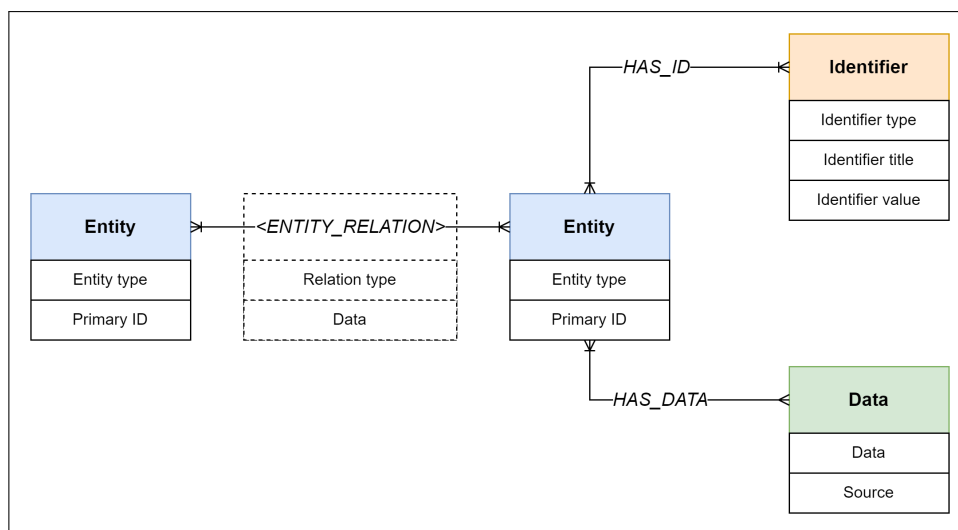 HAS_ID
Identifier
Identifier type
Identifier title
Identifier value
Entity
Entity type
Primary ID
<ENTITY_RELATION>
Relation type
Data
Entity
Entity type
Primary ID
HAS_DATA
Data
Data
Source